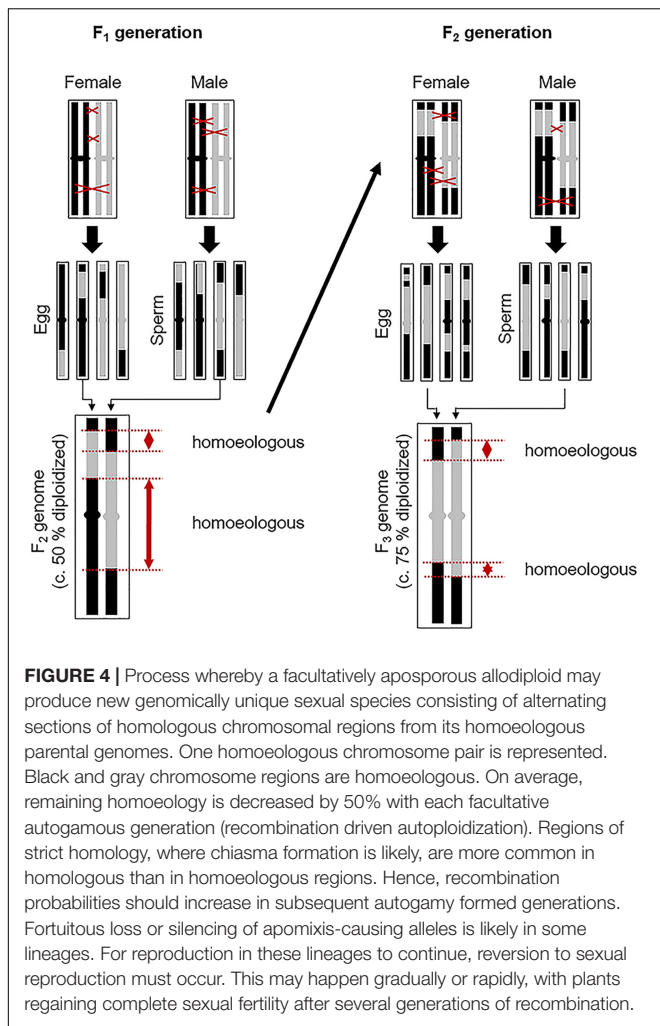 F1 generation
F2 generation
Female
Male
Female
Male
Egg
Sperm
Egg
Sperm
F2 genome
(c. 50 % diploidized)
homoeologous
homoeologous
F3 genome
(c. 75 % diploidized)
homoeologous
homoeologous
FIGURE 4 | Process whereby a facultatively aposporous allodiploid may
produce new genomically unique sexual species consisting of alternating
sections of homologous chromosomal regions from its homoeologous
parental genomes. One homoeologous chromosome pair is represented.
Black and gray chromosome regions are homoeologous. On average,
remaining homoeology is decreased by 50% with each facultative
autogamous generation (recombination driven autoploidization). Regions of
strict homology, where chiasma formation is likely, are more common in
homologous than in homoeologous regions. Hence, recombination
probabilities should increase in subsequent autogamy formed generations.
Fortuitous loss or silencing of apomixis-causing alleles is likely in some
lineages. For reproduction in these lineages to continue, reversion to sexual
reproduction must occur. This may happen gradually or rapidly, with plants
regaining complete sexual fertility after several generations of recombination.